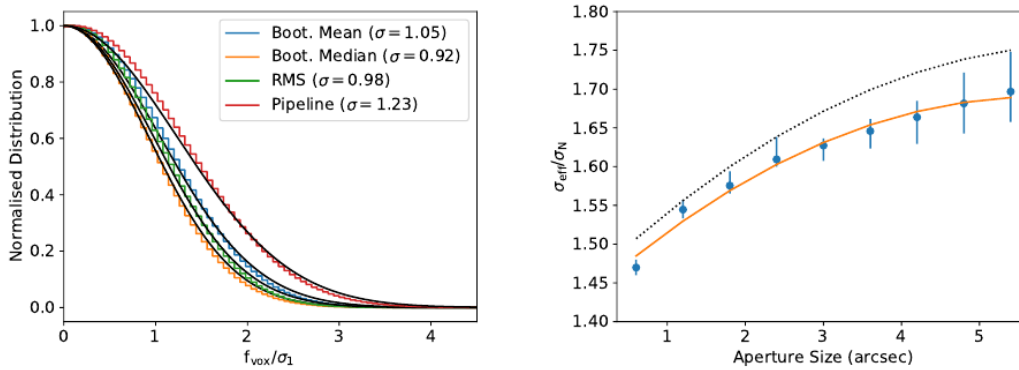 Normalised Distribution
1.0
0.8
0.6
0.4
0.2
0.0
Boot. Mean (σ = 1.05)
Boot. Median (σ = 0.92)
RMS (σ = 0.98)
Pipeline (σ = 1.23)
0 1 2 3 4
f_vox/σ_1
σ_eff/σ_N
1.80
1.75
1.70
1.65
1.60
1.55
1.50
1.45
1.40
1 2 3 4 5
Aperture Size (arcsec)